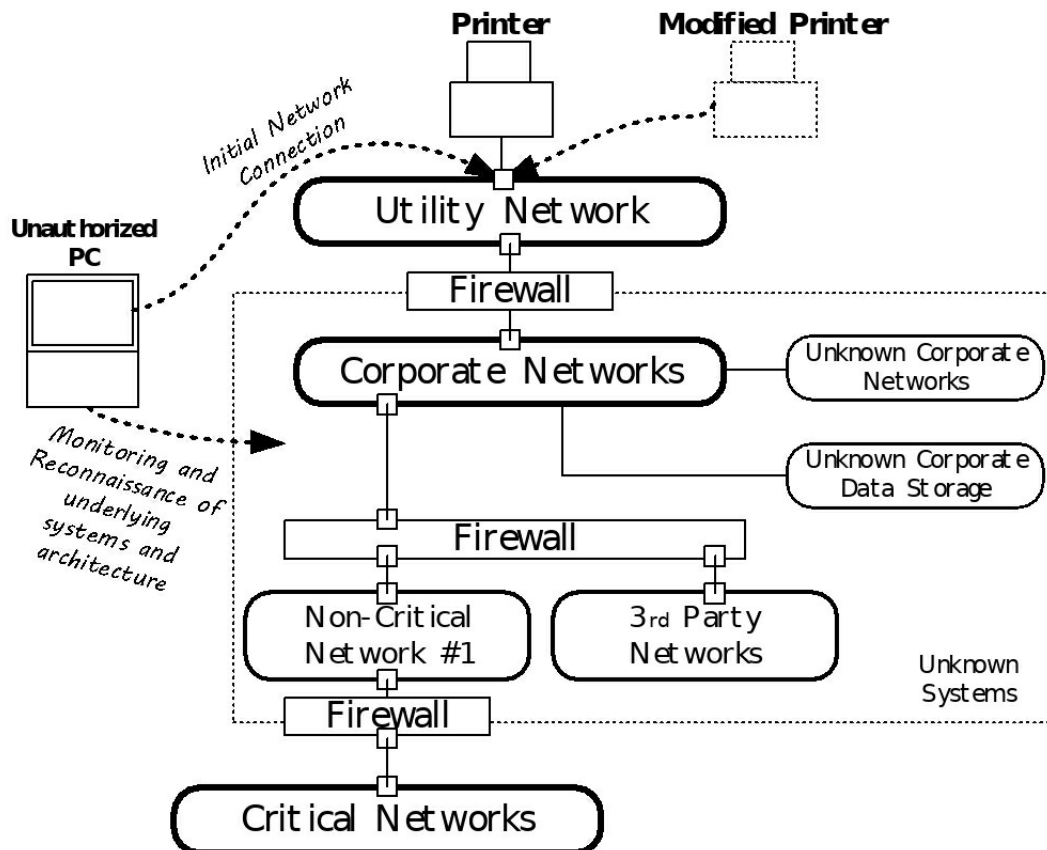 Printer
Modified Printer
Initial Network
Connection
Utility Network
Unauthorized
PC
Firewall
Corporate Networks
Unknown Corporate
Networks
Monitoring and
Reconnaissance of
underlying
systems and
architecture
Unknown Corporate
Data Storage
Firewall
Non-Critical
Network #1
3rd Party
Networks
Unknown
Systems
Firewall
Critical Networks